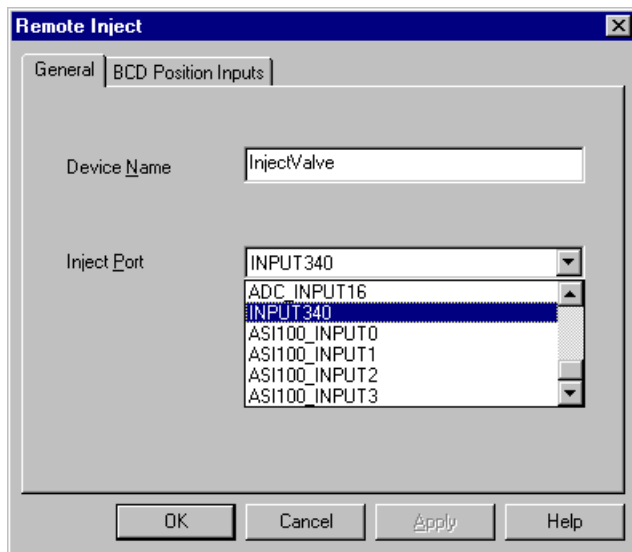 Remote Inject
General BCD Position Inputs
Device Name InjectValve
Inject Port INPUT340
ADC_INPUT16
INPUT340
ASI100_INPUT0
ASI100_INPUT1
ASI100_INPUT2
ASI100_INPUT3
OK Cancel Apply Help